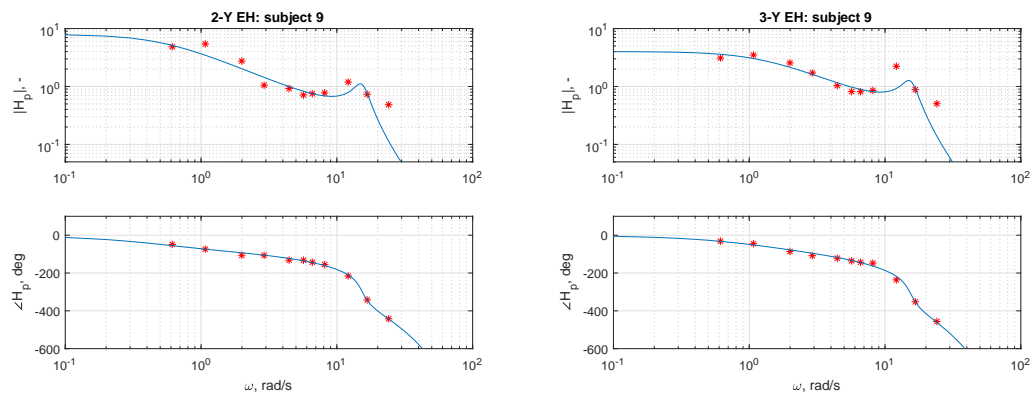 2-Y EH: subject 9
|H_p|, -
10^1
10^0
10^-1
10^-1 10^0 10^1 10^2
∠H_p, deg
0
-200
-400
-600
10^-1 10^0 10^1 10^2
ω, rad/s
3-Y EH: subject 9
|H_p|, -
10^1
10^0
10^-1
10^-1 10^0 10^1 10^2
∠H_p, deg
0
-200
-400
-600
10^-1 10^0 10^1 10^2
ω, rad/s